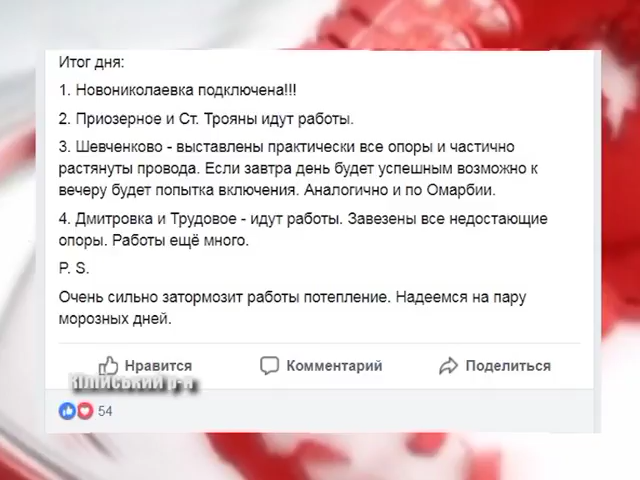 Итог дня:
1. Новониколаевка подключена!!!
2. Приозерное и Ст. Трояны идут работы.
3. Шевченково - выставлены практически все опоры и частично
растянуты провода. Если завтра день будет успешным возможно к
вечеру будет попытка включения. Аналогично и по Омарбии.
4. Дмитровка и Трудовое - идут работы. Завезены все недостающие
опоры. Работы ещё много.
P. S.
Очень сильно затормозит работы потепление. Надеемся на пару
морозных дней.
Нравится Комментарий Поделиться
Кілійський р-н
54